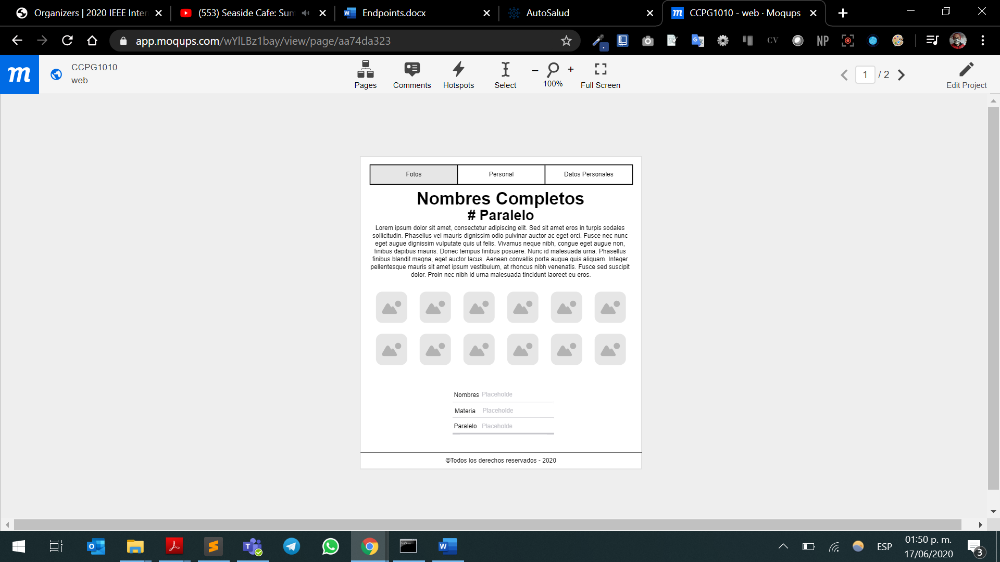 Organizers | 2020 IEEE Inter
(553) Seaside Cafe: Sum
Endpoints.docx
AutoSalud
CCPG1010 - web · Moqups
app.moqups.com/wYlLBz1bay/view/page/aa74da323
CV
NP
m
CCPG1010
web
Pages
Comments
Hotspots
Select
100%
Full Screen
1 / 2
Edit Project
Fotos
Personal
Datos Personales
Nombres Completos
# Paralelo
Lorem ipsum dolor sit amet, consectetur adipiscing elit. Sed sit amet eros in turpis sodales
sollicitudin. Phasellus vel mauris dignissim odio pulvinar auctor ac eget orci. Fusce nec nunc
eget augue dignissim vulputate quis ut felis. Vivamus neque nibh, congue eget augue non,
finibus dapibus mauris. Donec tempus finibus posuere. Nunc id malesuada urna. Phasellus
finibus blandit magna, eget auctor lacus. Aenean convallis porta augue quis aliquam. Integer
pellentesque mauris sit amet ipsum vestibulum, at rhoncus nibh venenatis. Fusce sed suscipit
dolor. Proin nec nibh id urna malesuada tincidunt laoreet eu eros.
Nombres Placeholde
Materia Placeholde
Paralelo Placeholde
©Todos los derechos reservados - 2020
ESP
01:50 p. m.
17/06/2020
3